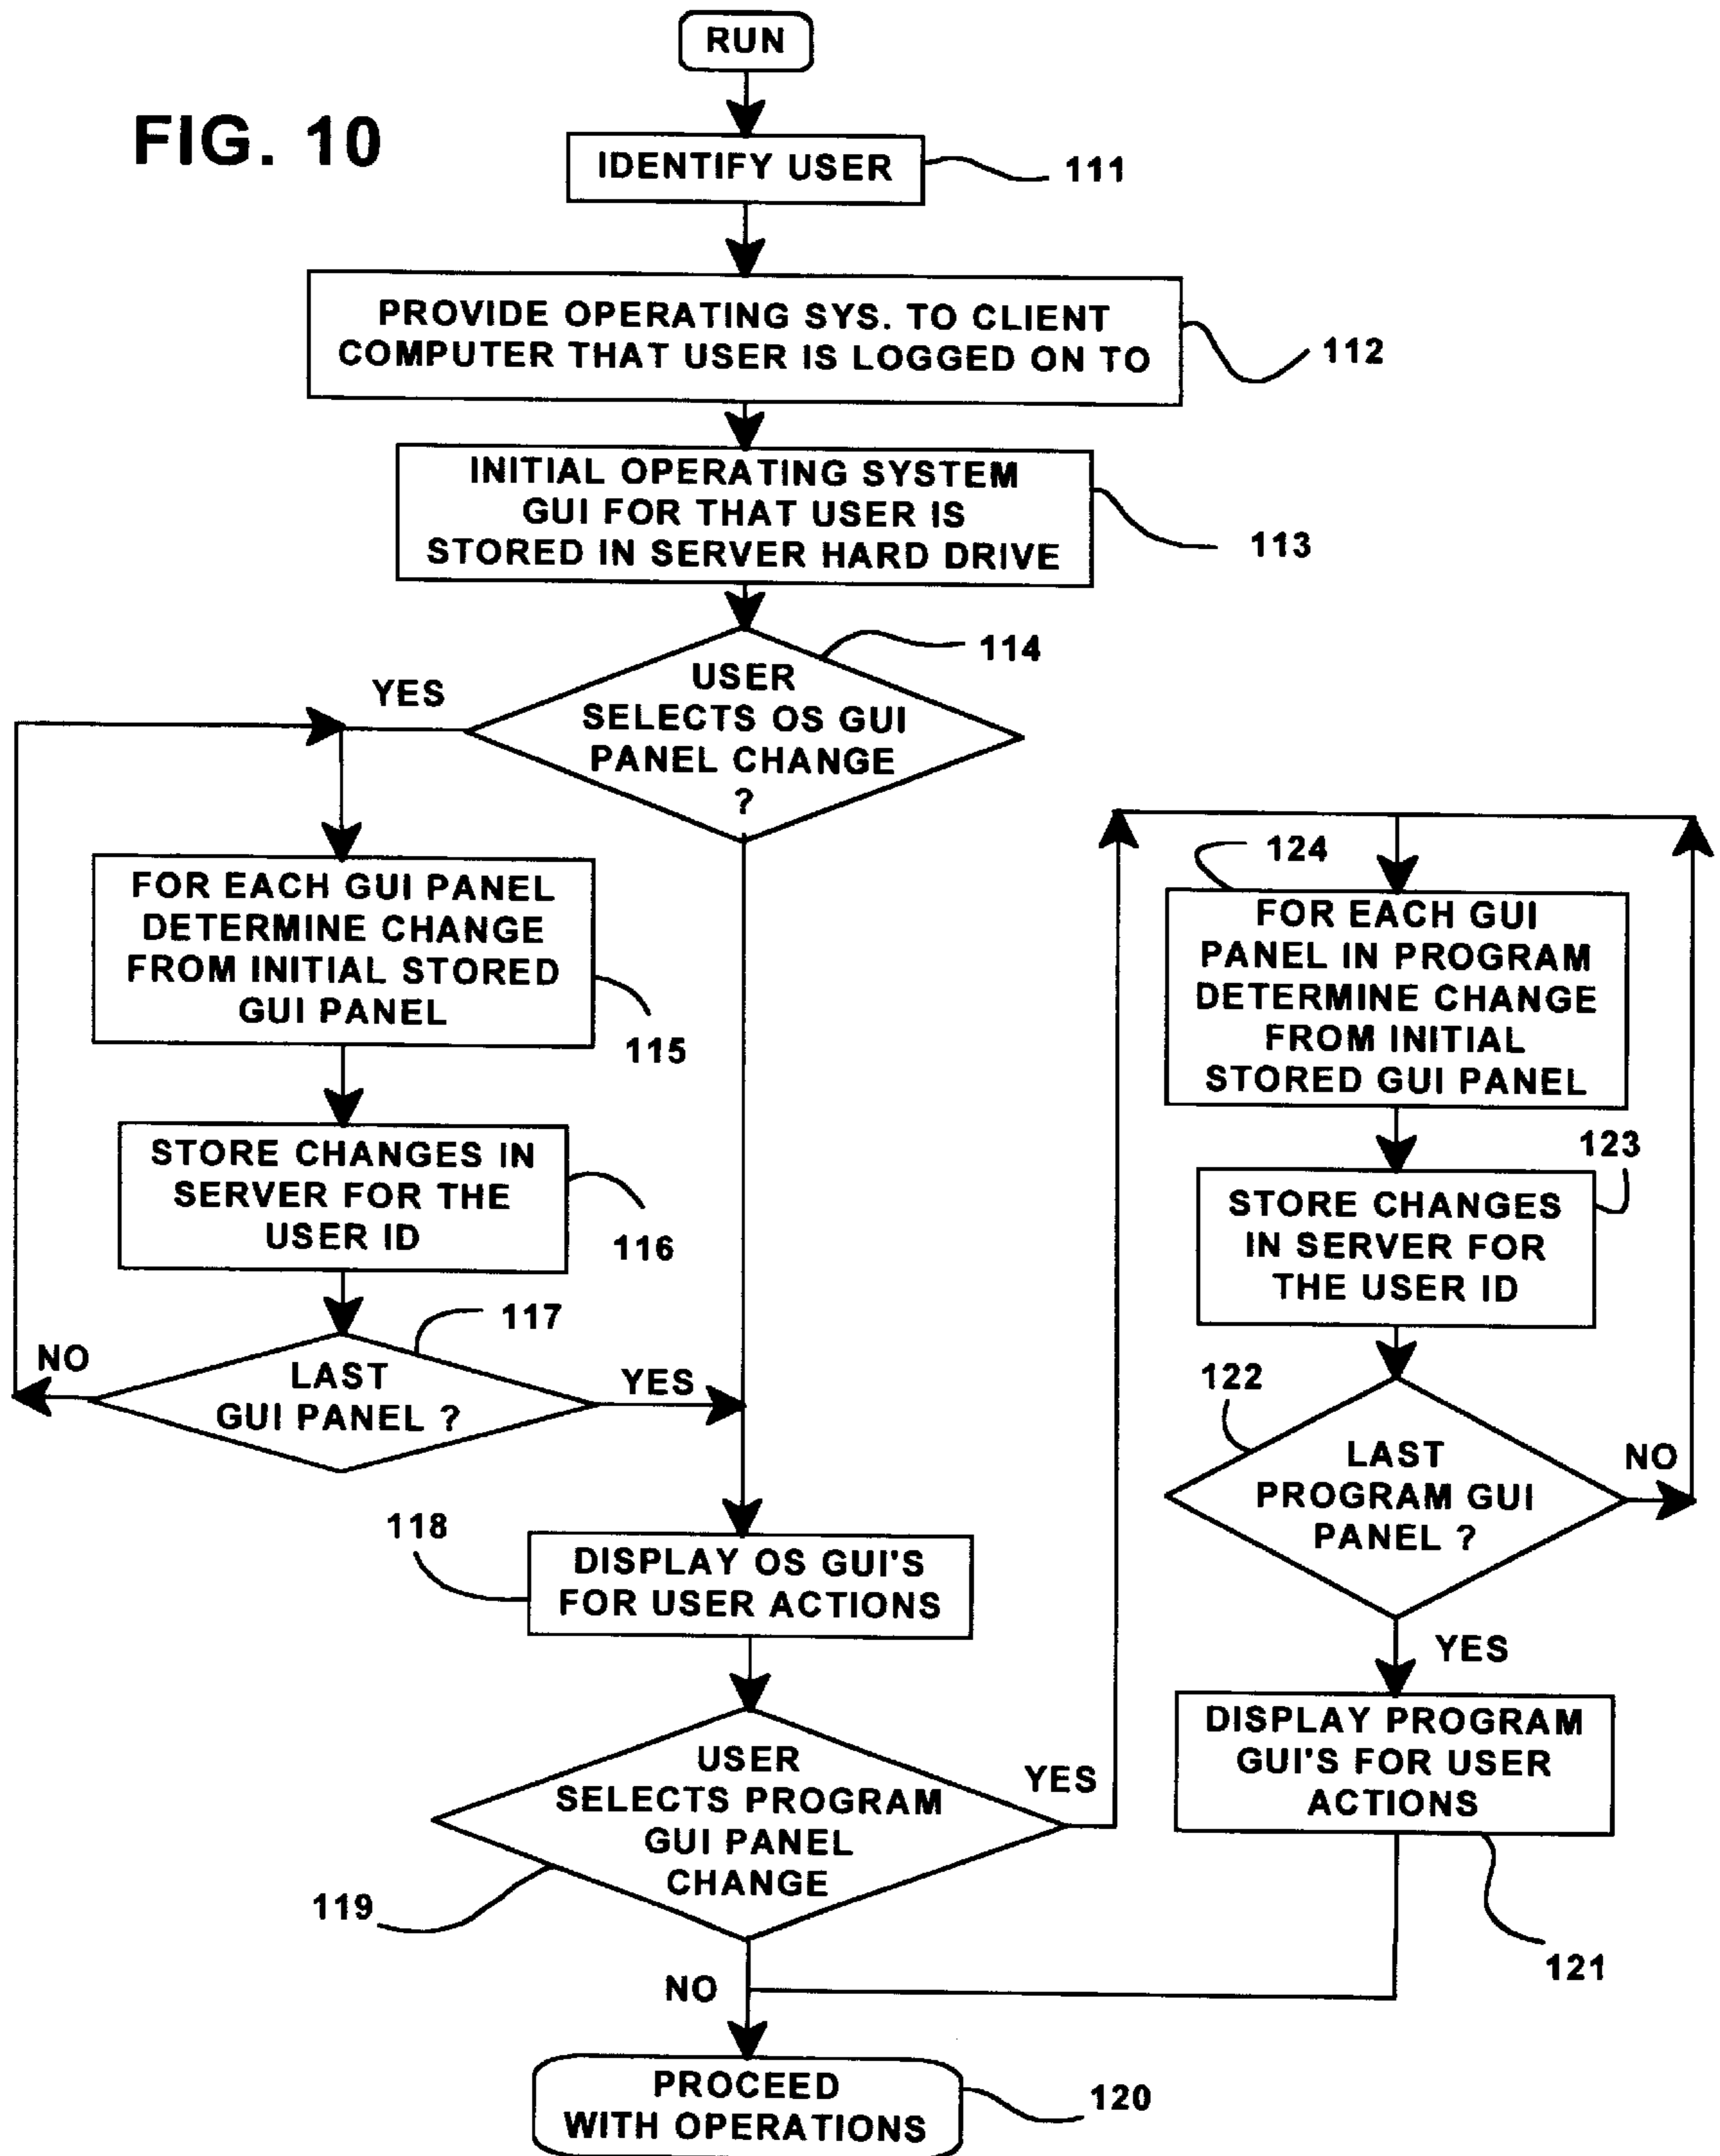 RUN
FIG. 10
IDENTIFY USER
111
PROVIDE OPERATING SYS. TO CLIENT
COMPUTER THAT USER IS LOGGED ON TO
112
INITIAL OPERATING SYSTEM
GUI FOR THAT USER IS
STORED IN SERVER HARD DRIVE
113
114
YES
USER
SELECTS OS GUI
PANEL CHANGE
?
FOR EACH GUI PANEL
DETERMINE CHANGE
FROM INITIAL STORED
GUI PANEL
115
STORE CHANGES IN
SERVER FOR THE
USER ID
116
117
NO
LAST
GUI PANEL ?
YES
118
DISPLAY OS GUI'S
FOR USER ACTIONS
USER
SELECTS PROGRAM
GUI PANEL
CHANGE
YES
119
NO
124
FOR EACH GUI
PANEL IN PROGRAM
DETERMINE CHANGE
FROM INITIAL
STORED GUI PANEL
123
STORE CHANGES
IN SERVER FOR
THE USER ID
122
LAST
PROGRAM GUI
PANEL ?
NO
YES
DISPLAY PROGRAM
GUI'S FOR USER
ACTIONS
121
PROCEED
WITH OPERATIONS
120